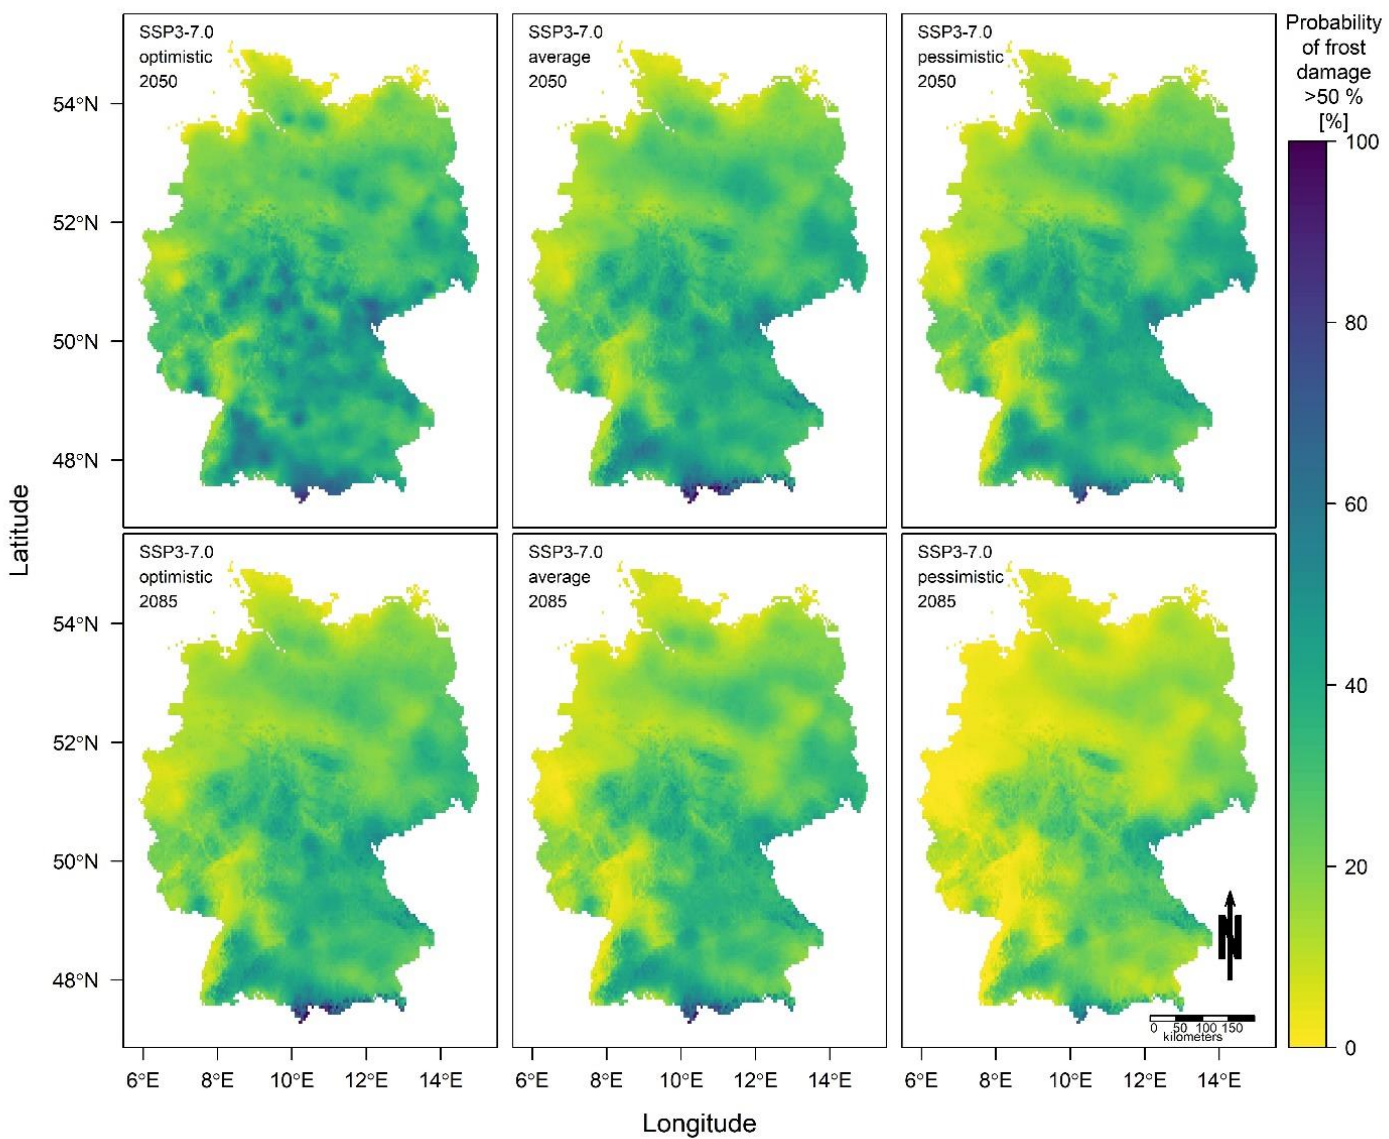 SSP3-7.0
optimistic
2050
SSP3-7.0
average
2050
SSP3-7.0
pessimistic
2050
Probability
of frost
damage
>50 %
[%]
100
80
60
40
20
0
54°N
52°N
50°N
48°N
Latitude
SSP3-7.0
optimistic
2085
SSP3-7.0
average
2085
SSP3-7.0
pessimistic
2085
54°N
52°N
50°N
48°N
N
0 50 100 150
kilometers
6°E 8°E 10°E 12°E 14°E
6°E 8°E 10°E 12°E 14°E
6°E 8°E 10°E 12°E 14°E
Longitude